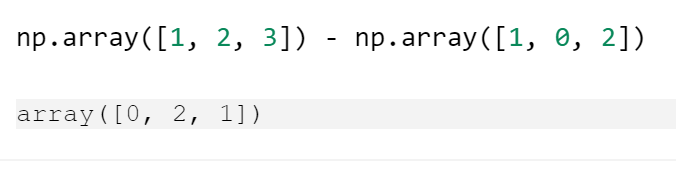 np.array([1, 2, 3]) - np.array([1, 0, 2])
array([0, 2, 1])